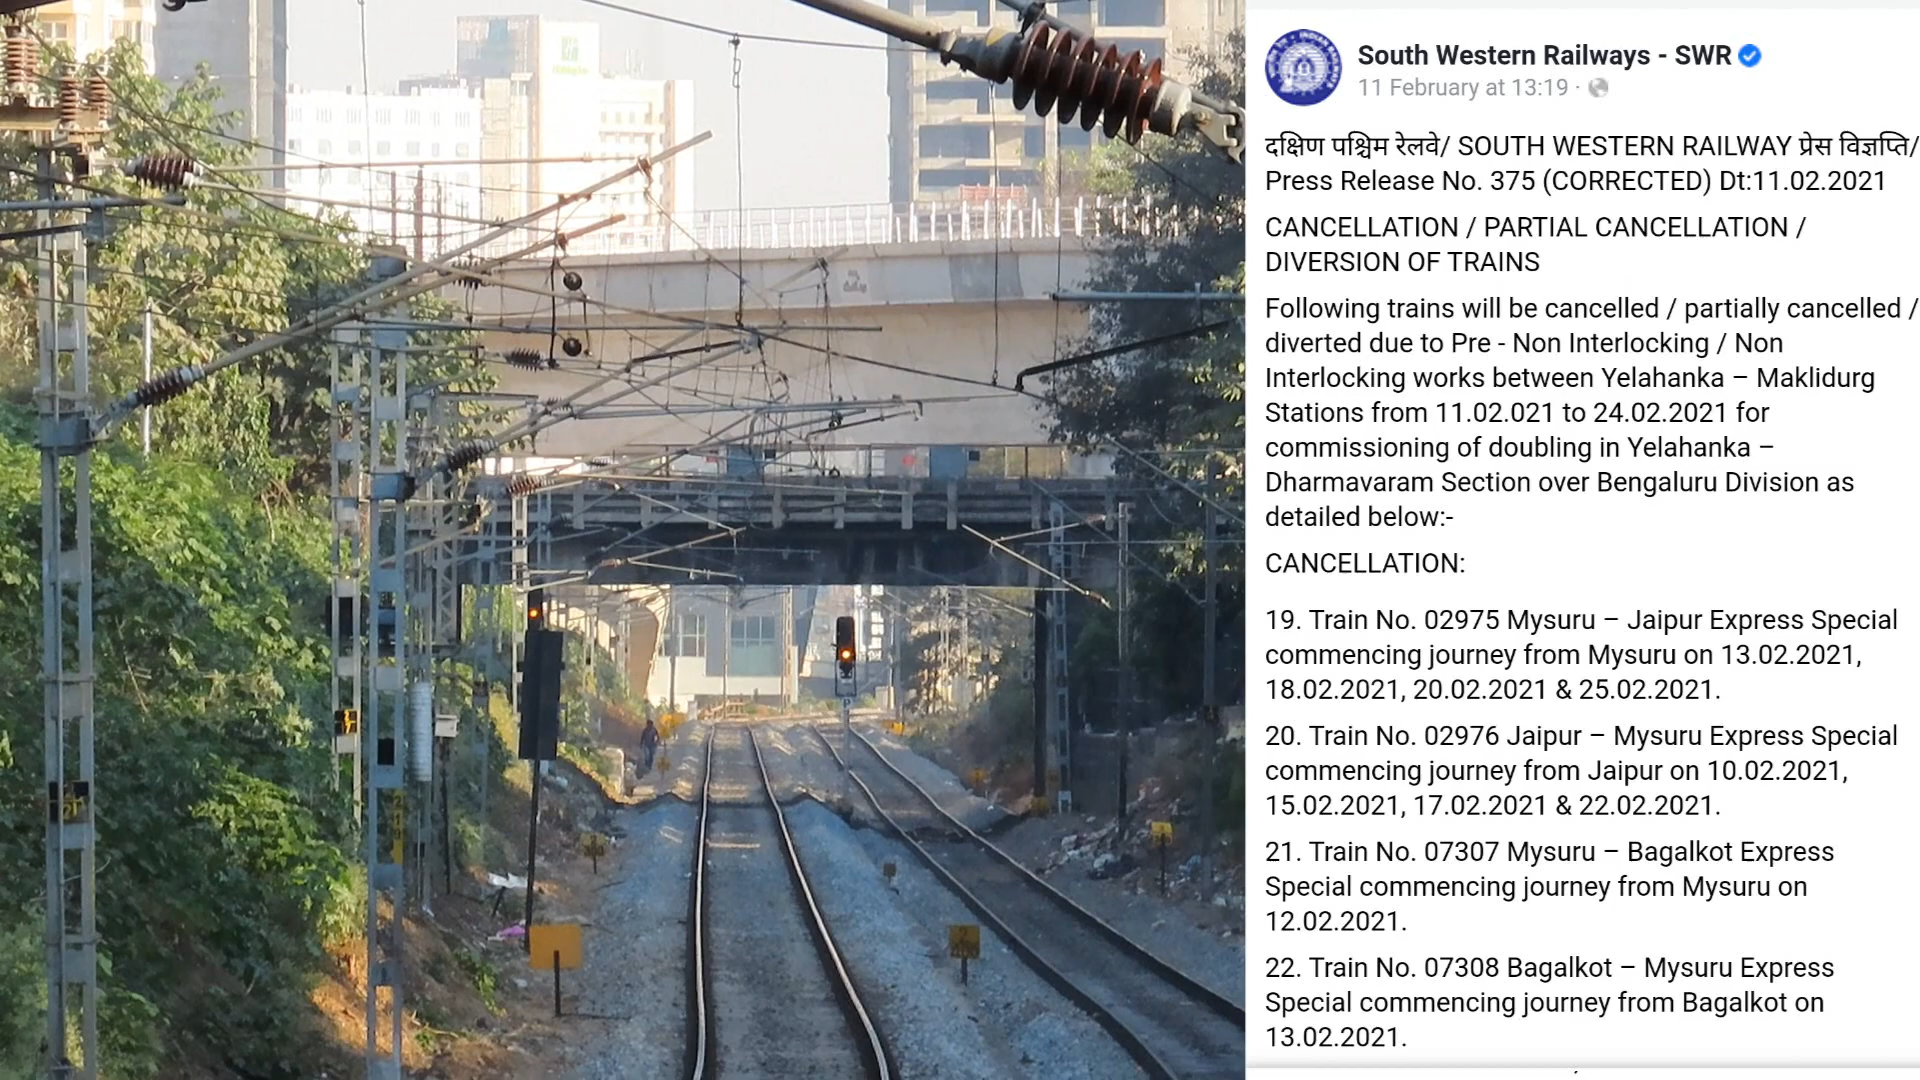 South Western Railways - SWR
11 February at 13:19 ·
दक्षिण पश्चिम रेलवे/ SOUTH WESTERN RAILWAY प्रेस विज्ञप्ति/
Press Release No. 375 (CORRECTED) Dt:11.02.2021
CANCELLATION / PARTIAL CANCELLATION /
DIVERSION OF TRAINS
Following trains will be cancelled / partially cancelled /
diverted due to Pre - Non Interlocking / Non
Interlocking works between Yelahanka – Maklidurg
Stations from 11.02.021 to 24.02.2021 for
commissioning of doubling in Yelahanka –
Dharmavaram Section over Bengaluru Division as
detailed below:-
CANCELLATION:
19. Train No. 02975 Mysuru – Jaipur Express Special
commencing journey from Mysuru on 13.02.2021,
18.02.2021, 20.02.2021 & 25.02.2021.
20. Train No. 02976 Jaipur – Mysuru Express Special
commencing journey from Jaipur on 10.02.2021,
15.02.2021, 17.02.2021 & 22.02.2021.
21. Train No. 07307 Mysuru – Bagalkot Express
Special commencing journey from Mysuru on
12.02.2021.
22. Train No. 07308 Bagalkot – Mysuru Express
Special commencing journey from Bagalkot on
13.02.2021.